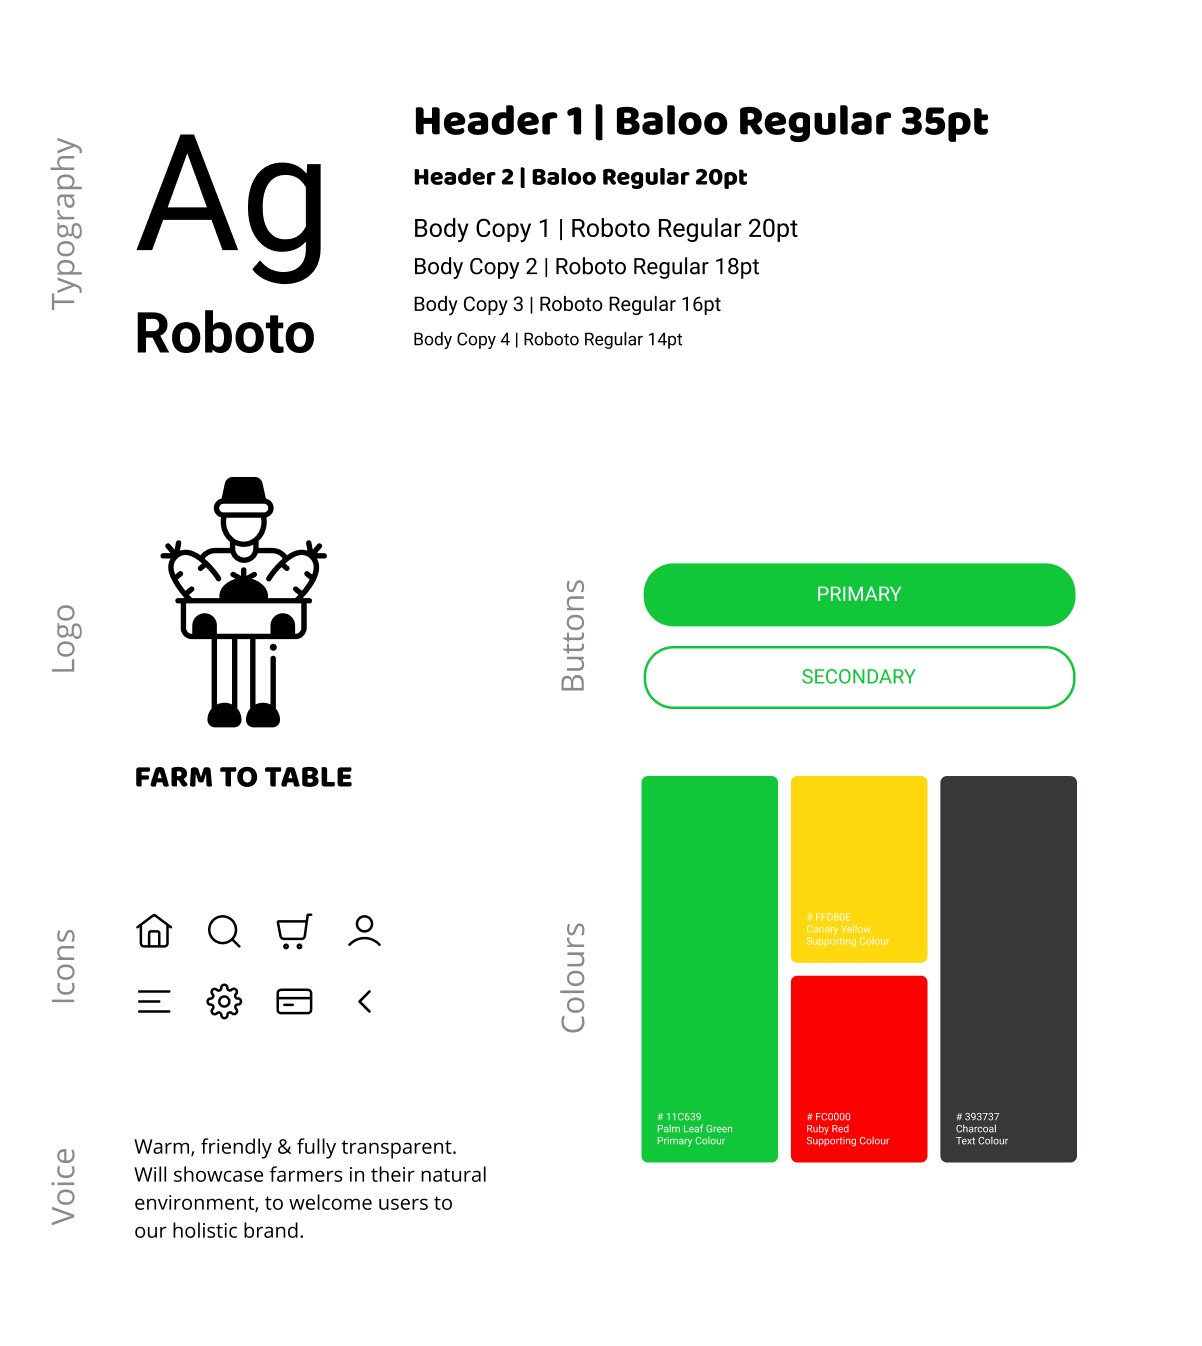 Typography
Ag
Roboto
Header 1 | Baloo Regular 35pt
Header 2 | Baloo Regular 20pt
Body Copy 1 | Roboto Regular 20pt
Body Copy 2 | Roboto Regular 18pt
Body Copy 3 | Roboto Regular 16pt
Body Copy 4 | Roboto Regular 14pt
Logo
FARM TO TABLE
Buttons
PRIMARY
SECONDARY
Icons
Colours
# 11C639
Palm Leaf Green
Primary Colour
# FFD80E
Canary Yellow
Supporting Colour
# FC0000
Ruby Red
Supporting Colour
# 393737
Charcoal
Text Colour
Voice
Warm, friendly & fully transparent.
Will showcase farmers in their natural
environment, to welcome users to
our holistic brand.